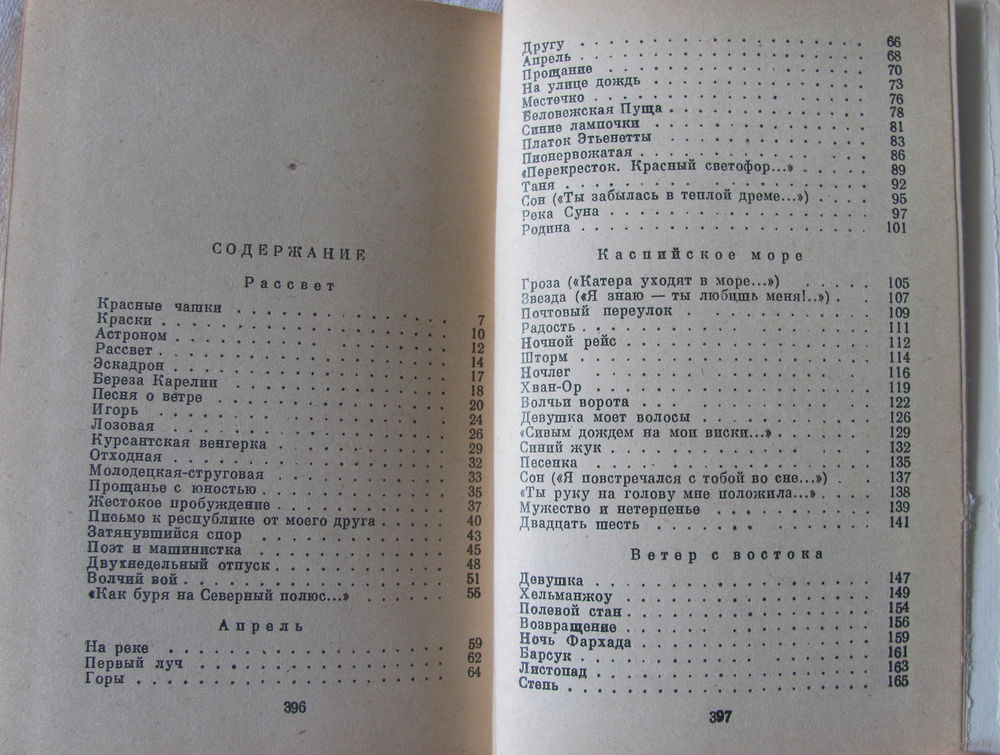 СОДЕРЖАНИЕ
Рассвет
Красные чашки . . . . . . . . . . 7
Краски . . . . . . . . . . 10
Астроном . . . . . . . . . . 12
Рассвет . . . . . . . . . . 14
Эскадрон . . . . . . . . . . 17
Береза Карелии . . . . . . . . . . 18
Песня о ветре . . . . . . . . . . 20
Игорь . . . . . . . . . . 24
Лозовая . . . . . . . . . . 26
Курсантская венгерка . . . . . . . . . . 29
Отходная . . . . . . . . . . 32
Молодецкая-струговая . . . . . . . . . . 33
Прощанье с юностью . . . . . . . . . . 35
Жестокое пробуждение . . . . . . . . . . 37
Письмо к республике от моего друга . . . . . 40
Затянувшийся спор . . . . . . . . . . 43
Поэт и машинистка . . . . . . . . . . 45
Двухнедельный отпуск . . . . . . . . . . 48
Волчий вой . . . . . . . . . . 51
«Как буря на Северный полюс...» . . . . . . 55
Апрель
На реке . . . . . . . . . . 59
Первый луч . . . . . . . . . . 62
Горы . . . . . . . . . . 64
396
Другу . . . . . . . . . . 66
Апрель . . . . . . . . . . 68
Прощание . . . . . . . . . . 70
На улице дождь . . . . . . . . . . 73
Местечко . . . . . . . . . . 76
Беловежская Пуща . . . . . . . . . . 78
Синие лампочки . . . . . . . . . . 81
Платок Этьенетты . . . . . . . . . . 83
Пионервожатая . . . . . . . . . . 86
«Перекресток. Красный светофор...» . . . . 89
Таня . . . . . . . . . . 92
Сон («Ты забылась в теплой дреме...») . . . . 95
Река Суна . . . . . . . . . . 97
Родина . . . . . . . . . . 101
Каспийское море
Гроза («Катера уходят в море...») . . . . . 105
Звезда («Я знаю — ты любишь меня!..») . . 107
Почтовый переулок . . . . . . . . . . 109
Радость . . . . . . . . . . 111
Ночной рейс . . . . . . . . . . 112
Шторм . . . . . . . . . . 114
Ночлег . . . . . . . . . . 116
Хван-Ор . . . . . . . . . . 119
Волчьи ворота . . . . . . . . . . 122
Девушка моет волосы . . . . . . . . . . 126
«Сивым дождем на мои виски...» . . . . . 129
Синий жук . . . . . . . . . . 132
Песенка . . . . . . . . . . 135
Сон («Я повстречался с тобой во сне...») . . 137
«Ты руку на голову мне положила...» . . . 138
Мужество и нетерпенье . . . . . . . . . . 139
Двадцать шесть . . . . . . . . . . 141
Ветер с востока
Девушка . . . . . . . . . . 147
Хельманжоу . . . . . . . . . . 149
Полевой стан . . . . . . . . . . 154
Возвращение . . . . . . . . . . 156
Ночь Фархада . . . . . . . . . . 159
Барсук . . . . . . . . . . 161
Листопад . . . . . . . . . . 163
Степь . . . . . . . . . . 165
397